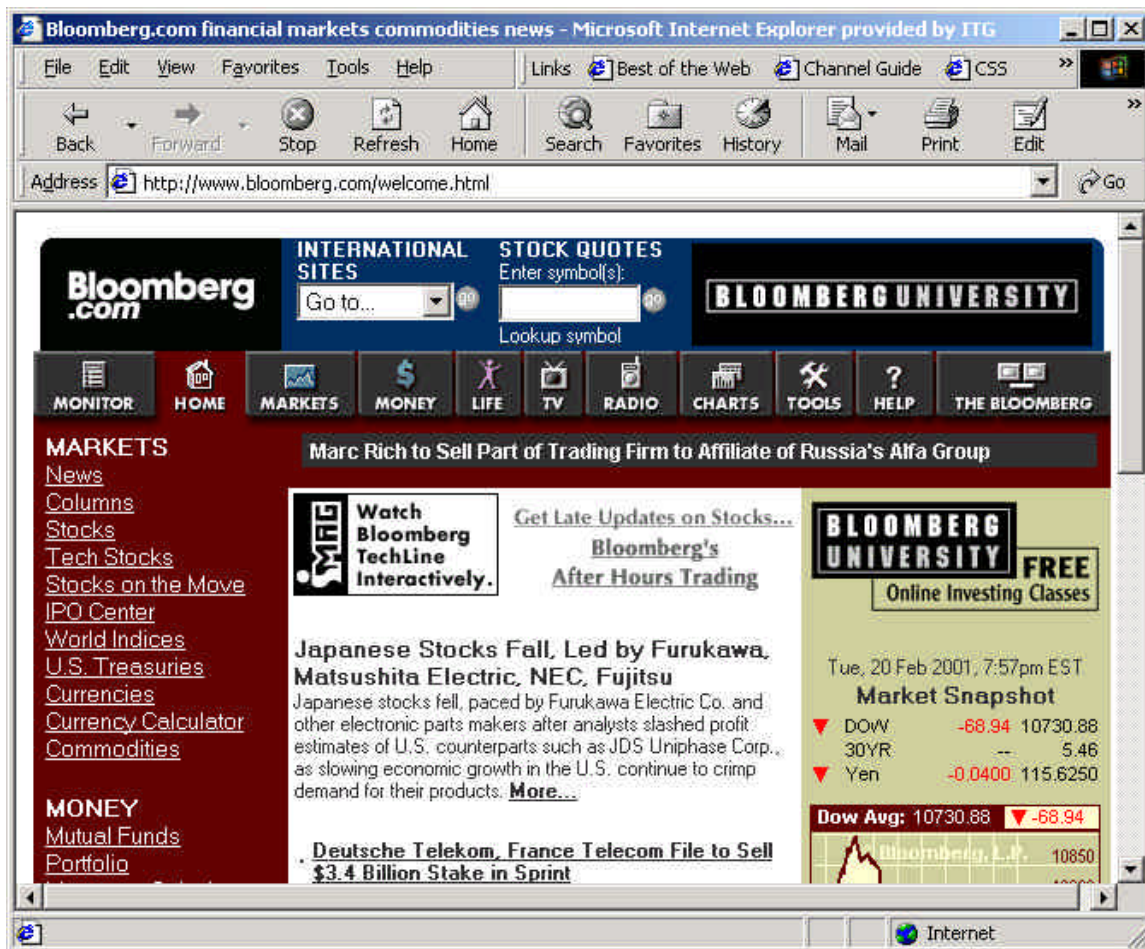 Bloomberg.com financial markets commodities news - Microsoft Internet Explorer provided by ITG
File Edit View Favorites Tools Help Links Best of the Web Channel Guide CSS »
Back Forward Stop Refresh Home Search Favorites History Mail Print Edit »
Address http://www.bloomberg.com/welcome.html Go
Bloomberg
.com
INTERNATIONAL
SITES
Go to... go
STOCK QUOTES
Enter symbol(s):
go
Lookup symbol
BLOOMBERG UNIVERSITY
MONITOR HOME MARKETS MONEY LIFE TV RADIO CHARTS TOOLS HELP THE BLOOMBERG
Marc Rich to Sell Part of Trading Firm to Affiliate of Russia's Alfa Group
MARKETS
News
Columns
Stocks
Tech Stocks
Stocks on the Move
IPO Center
World Indices
U.S. Treasuries
Currencies
Currency Calculator
Commodities
MONEY
Mutual Funds
Portfolio
Watch
Bloomberg
TechLine
Interactively.
Get Late Updates on Stocks...
Bloomberg's
After Hours Trading
Japanese Stocks Fall, Led by Furukawa,
Matsushita Electric, NEC, Fujitsu
Japanese stocks fell, paced by Furukawa Electric Co. and
other electronic parts makers after analysts slashed profit
estimates of U.S. counterparts such as JDS Uniphase Corp.,
as slowing economic growth in the U.S. continue to crimp
demand for their products. More...
. Deutsche Telekom, France Telecom File to Sell
$3.4 Billion Stake in Sprint
BLOOMBERG
UNIVERSITY
FREE
Online Investing Classes
Tue, 20 Feb 2001, 7:57pm EST
Market Snapshot
DOW -68.94 10730.88
30YR -- 5.46
Yen -0.0400 115.6250
Dow Avg: 10730.88 -68.94
Bloomberg, L.P.
10850
Internet